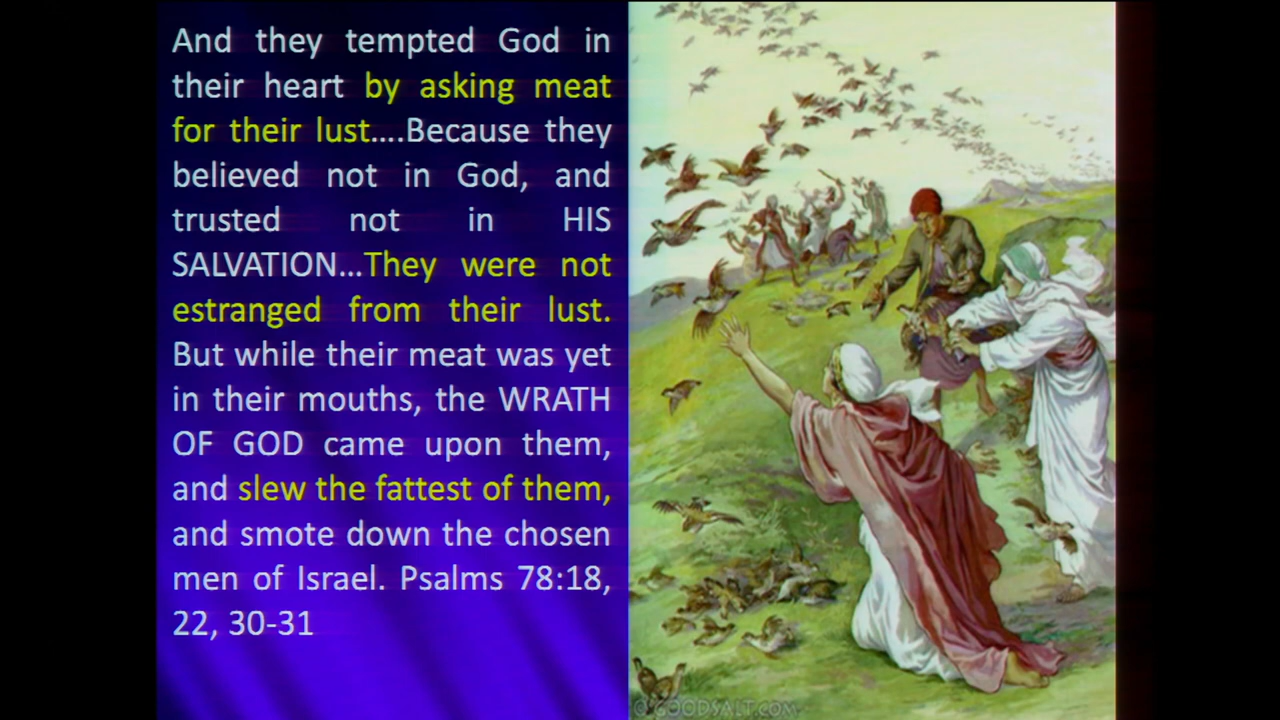 And they tempted God in
their heart by asking meat
for their lust....Because they
believed not in God, and
trusted not in HIS
SALVATION...They were not
estranged from their lust.
But while their meat was yet
in their mouths, the WRATH
OF GOD came upon them,
and slew the fattest of them,
and smote down the chosen
men of Israel. Psalms 78:18,
22, 30-31
GOODSALT.COM